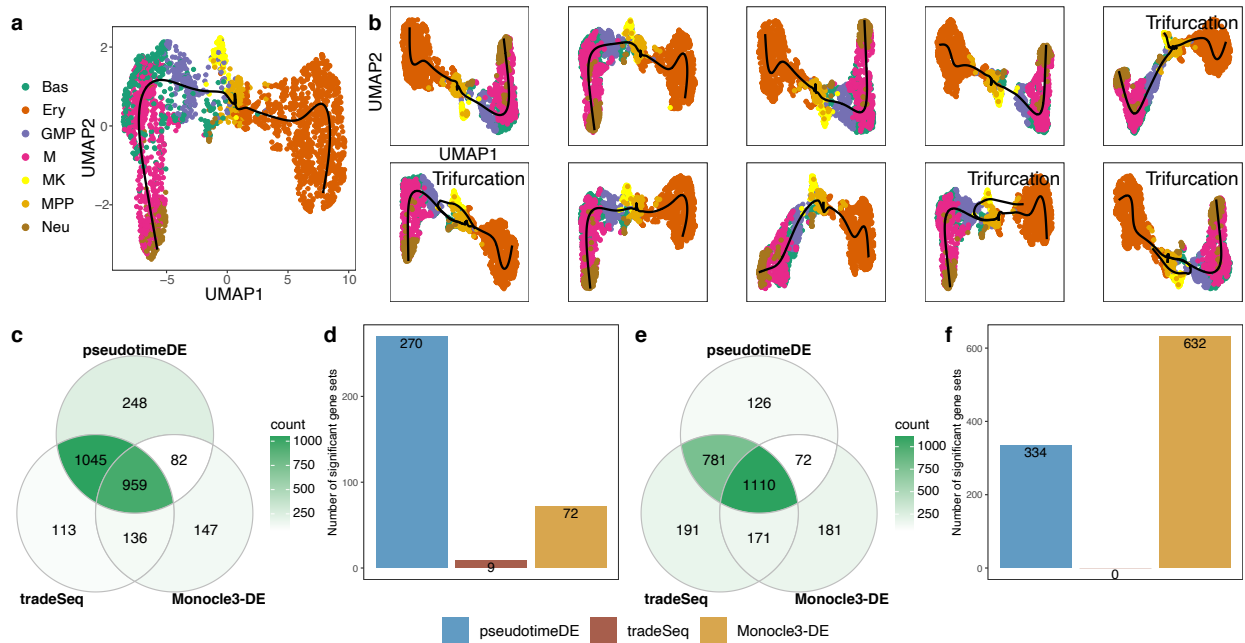 a
2
0
−2
UMAP2
−5
0
5
10
UMAP1
Bas
Ery
GMP
M
MK
MPP
Neu
b
UMAP2
UMAP1
Trifurcation
Trifurcation
Trifurcation
Trifurcation
c
pseudotimeDE
248
1045
82
959
113
136
147
tradeSeq
Monocle3-DE
count
1000
750
500
250
d
Number of significant gene sets
200
100
0
270
9
72
e
pseudotimeDE
126
781
72
1110
191
171
181
tradeSeq
Monocle3-DE
count
1000
750
500
250
f
Number of significant gene sets
600
400
200
0
334
0
632
pseudotimeDE
tradeSeq
Monocle3-DE